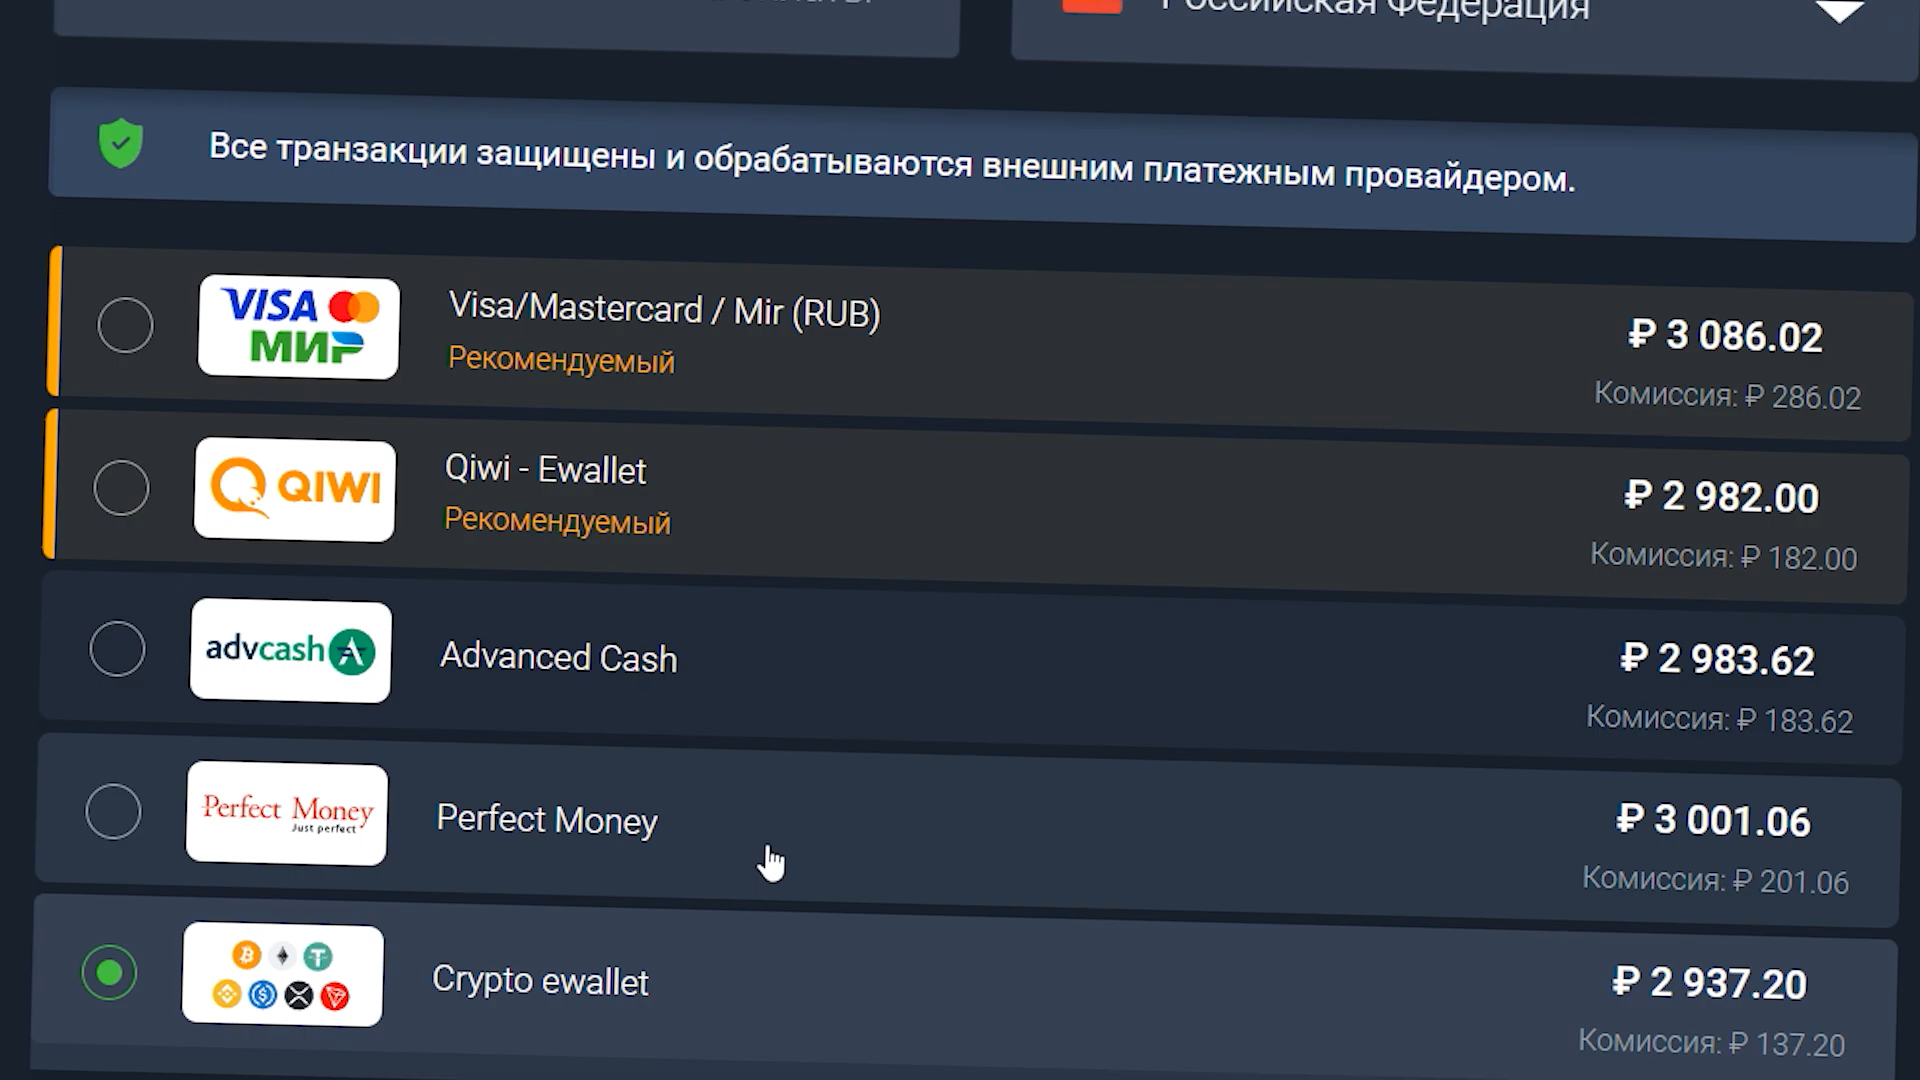 Российская Федерация
Все транзакции защищены и обрабатываются внешним платежным провайдером.
VISA
МИР
Visa/Mastercard / Mir (RUB)
Рекомендуемый
₽ 3 086.02
Комиссия: ₽ 286.02
QIWI
Qiwi - Ewallet
Рекомендуемый
₽ 2 982.00
Комиссия: ₽ 182.00
advcash
Advanced Cash
₽ 2 983.62
Комиссия: ₽ 183.62
Perfect Money
Just perfect
Perfect Money
₽ 3 001.06
Комиссия: ₽ 201.06
Crypto ewallet
₽ 2 937.20
Комиссия: ₽ 137.20